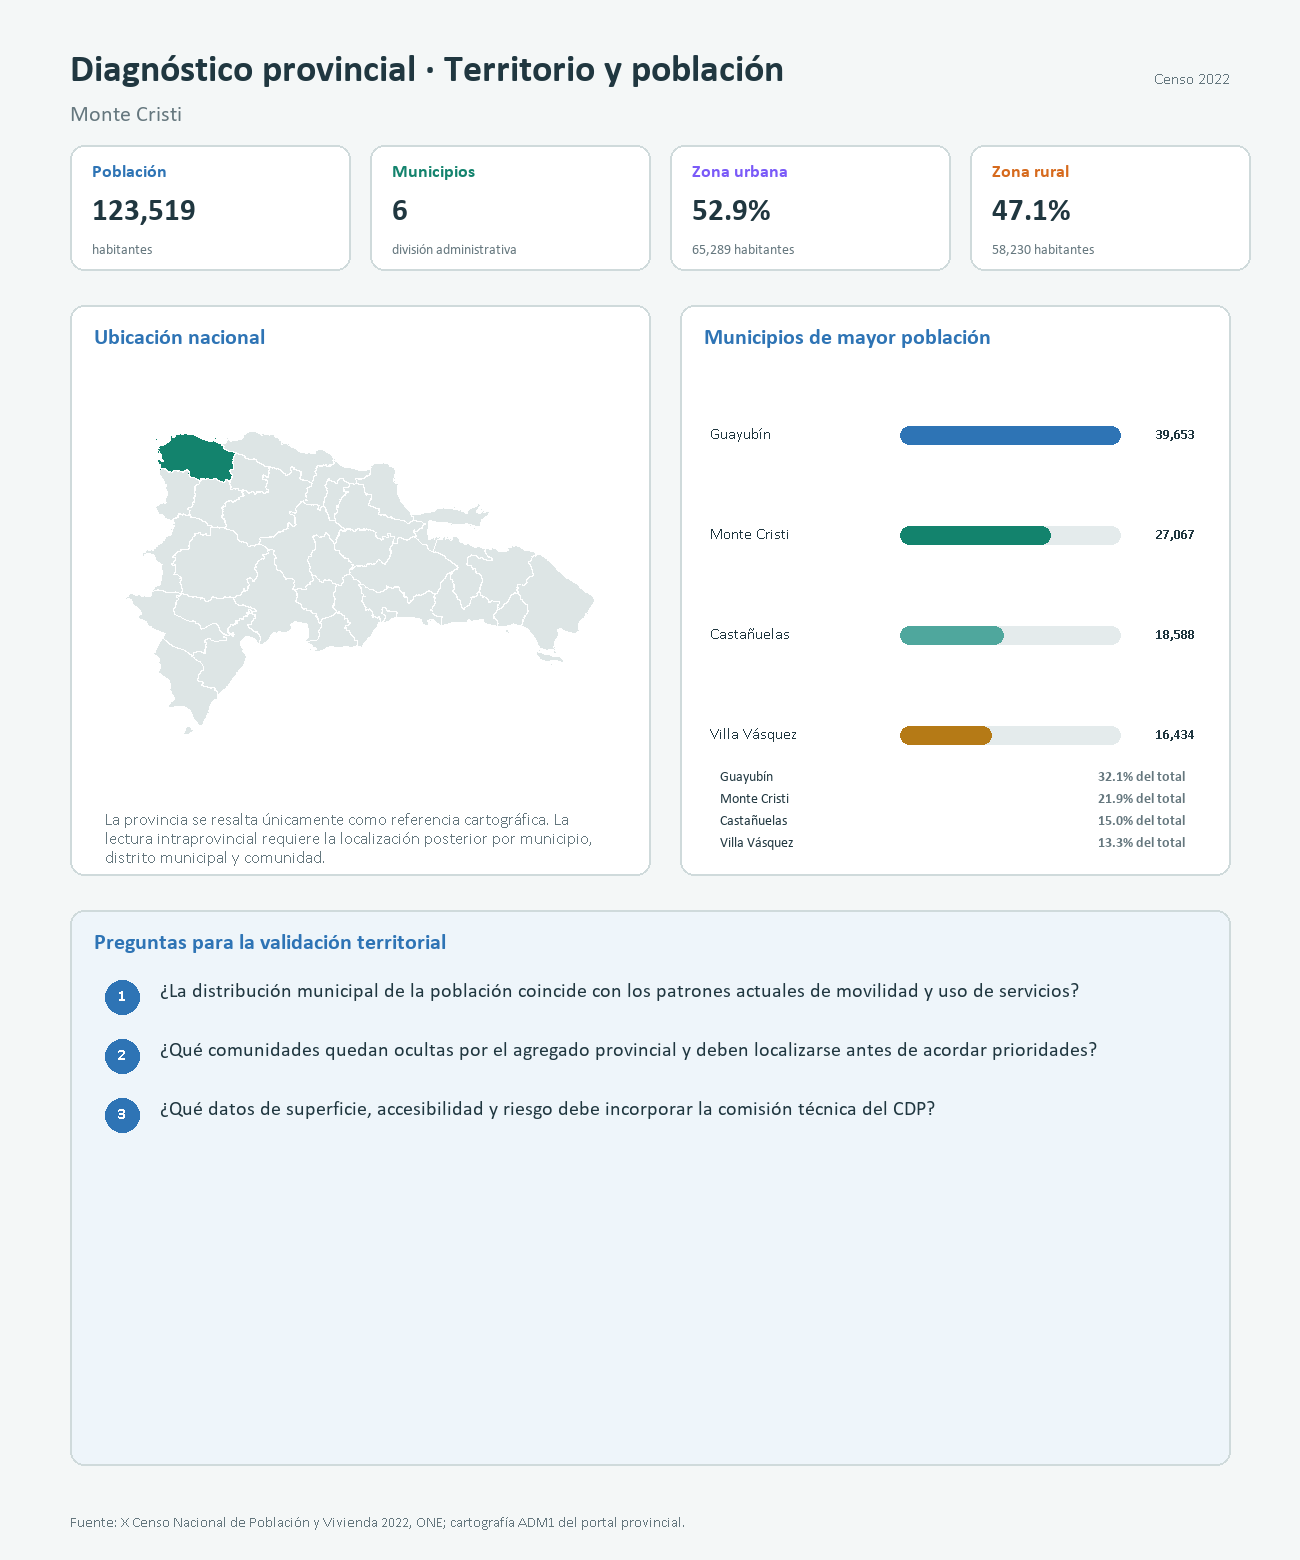 Diagnóstico provincial · Territorio y población
Censo 2022
Monte Cristi
Población
123,519
habitantes
Municipios
6
división administrativa
Zona urbana
52.9%
65,289 habitantes
Zona rural
47.1%
58,230 habitantes
Ubicación nacional
La provincia se resalta únicamente como referencia cartográfica. La
lectura intraprovincial requiere la localización posterior por municipio,
distrito municipal y comunidad.
Municipios de mayor población
Guayubín 39,653
Monte Cristi 27,067
Castañuelas 18,588
Villa Vásquez 16,434
Guayubín 32.1% del total
Monte Cristi 21.9% del total
Castañuelas 15.0% del total
Villa Vásquez 13.3% del total
Preguntas para la validación territorial
1 ¿La distribución municipal de la población coincide con los patrones actuales de movilidad y uso de servicios?
2 ¿Qué comunidades quedan ocultas por el agregado provincial y deben localizarse antes de acordar prioridades?
3 ¿Qué datos de superficie, accesibilidad y riesgo debe incorporar la comisión técnica del CDP?
Fuente: X Censo Nacional de Población y Vivienda 2022, ONE; cartografía ADM1 del portal provincial.